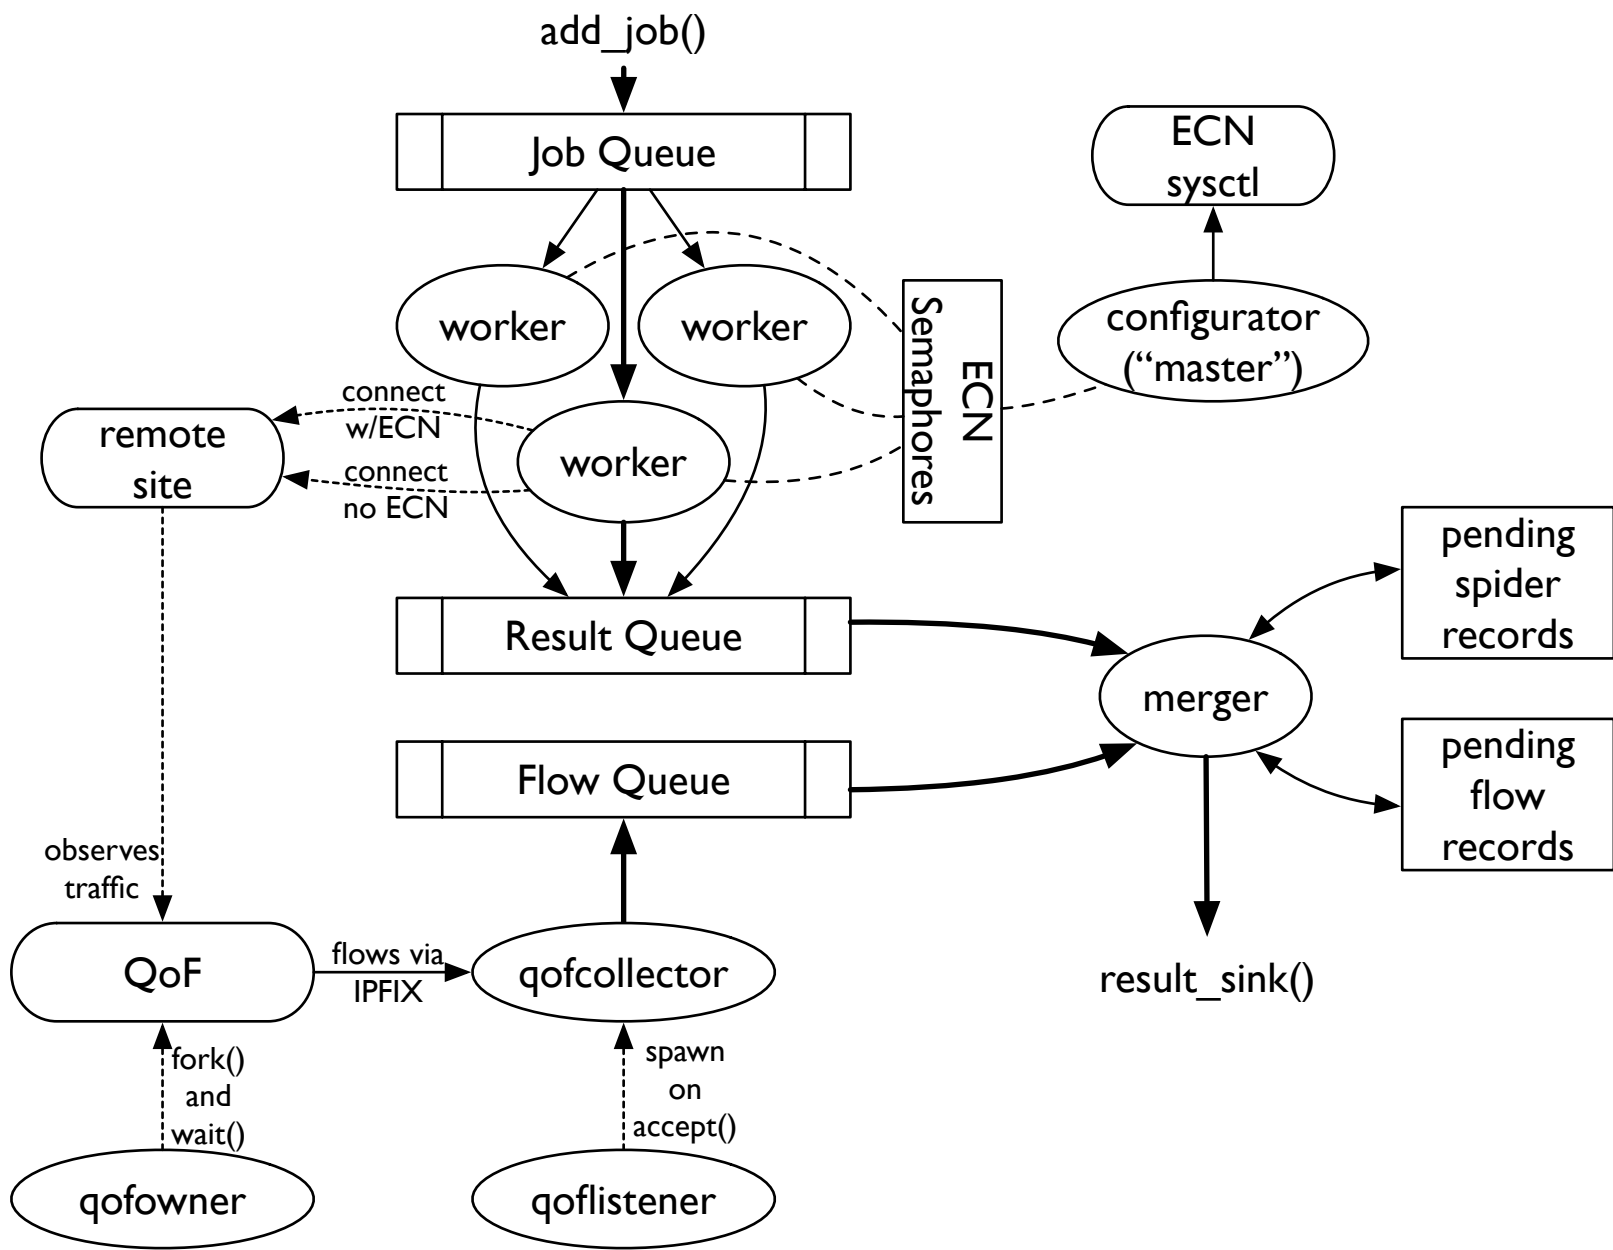 add_job()
Job Queue
ECN
sysctl
worker
worker
ECN
Semaphores
configurator
(“master”)
connect
w/ECN
remote
site
worker
connect
no ECN
pending
spider
records
Result Queue
merger
Flow Queue
pending
flow
records
observes
traffic
QoF
flows via
IPFIX
qofcollector
result_sink()
fork()
and
wait()
spawn
on
accept()
qofowner
qoflistener